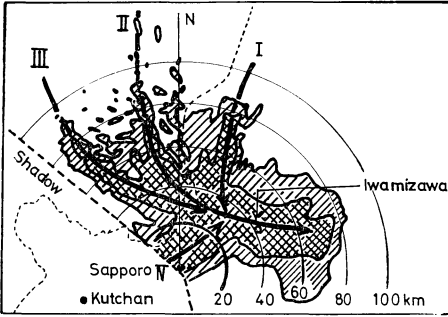 II
N
III
I
Shadow
Iwamizawa
Sapporo IV
Kutchan
20 40 60 80 100 km